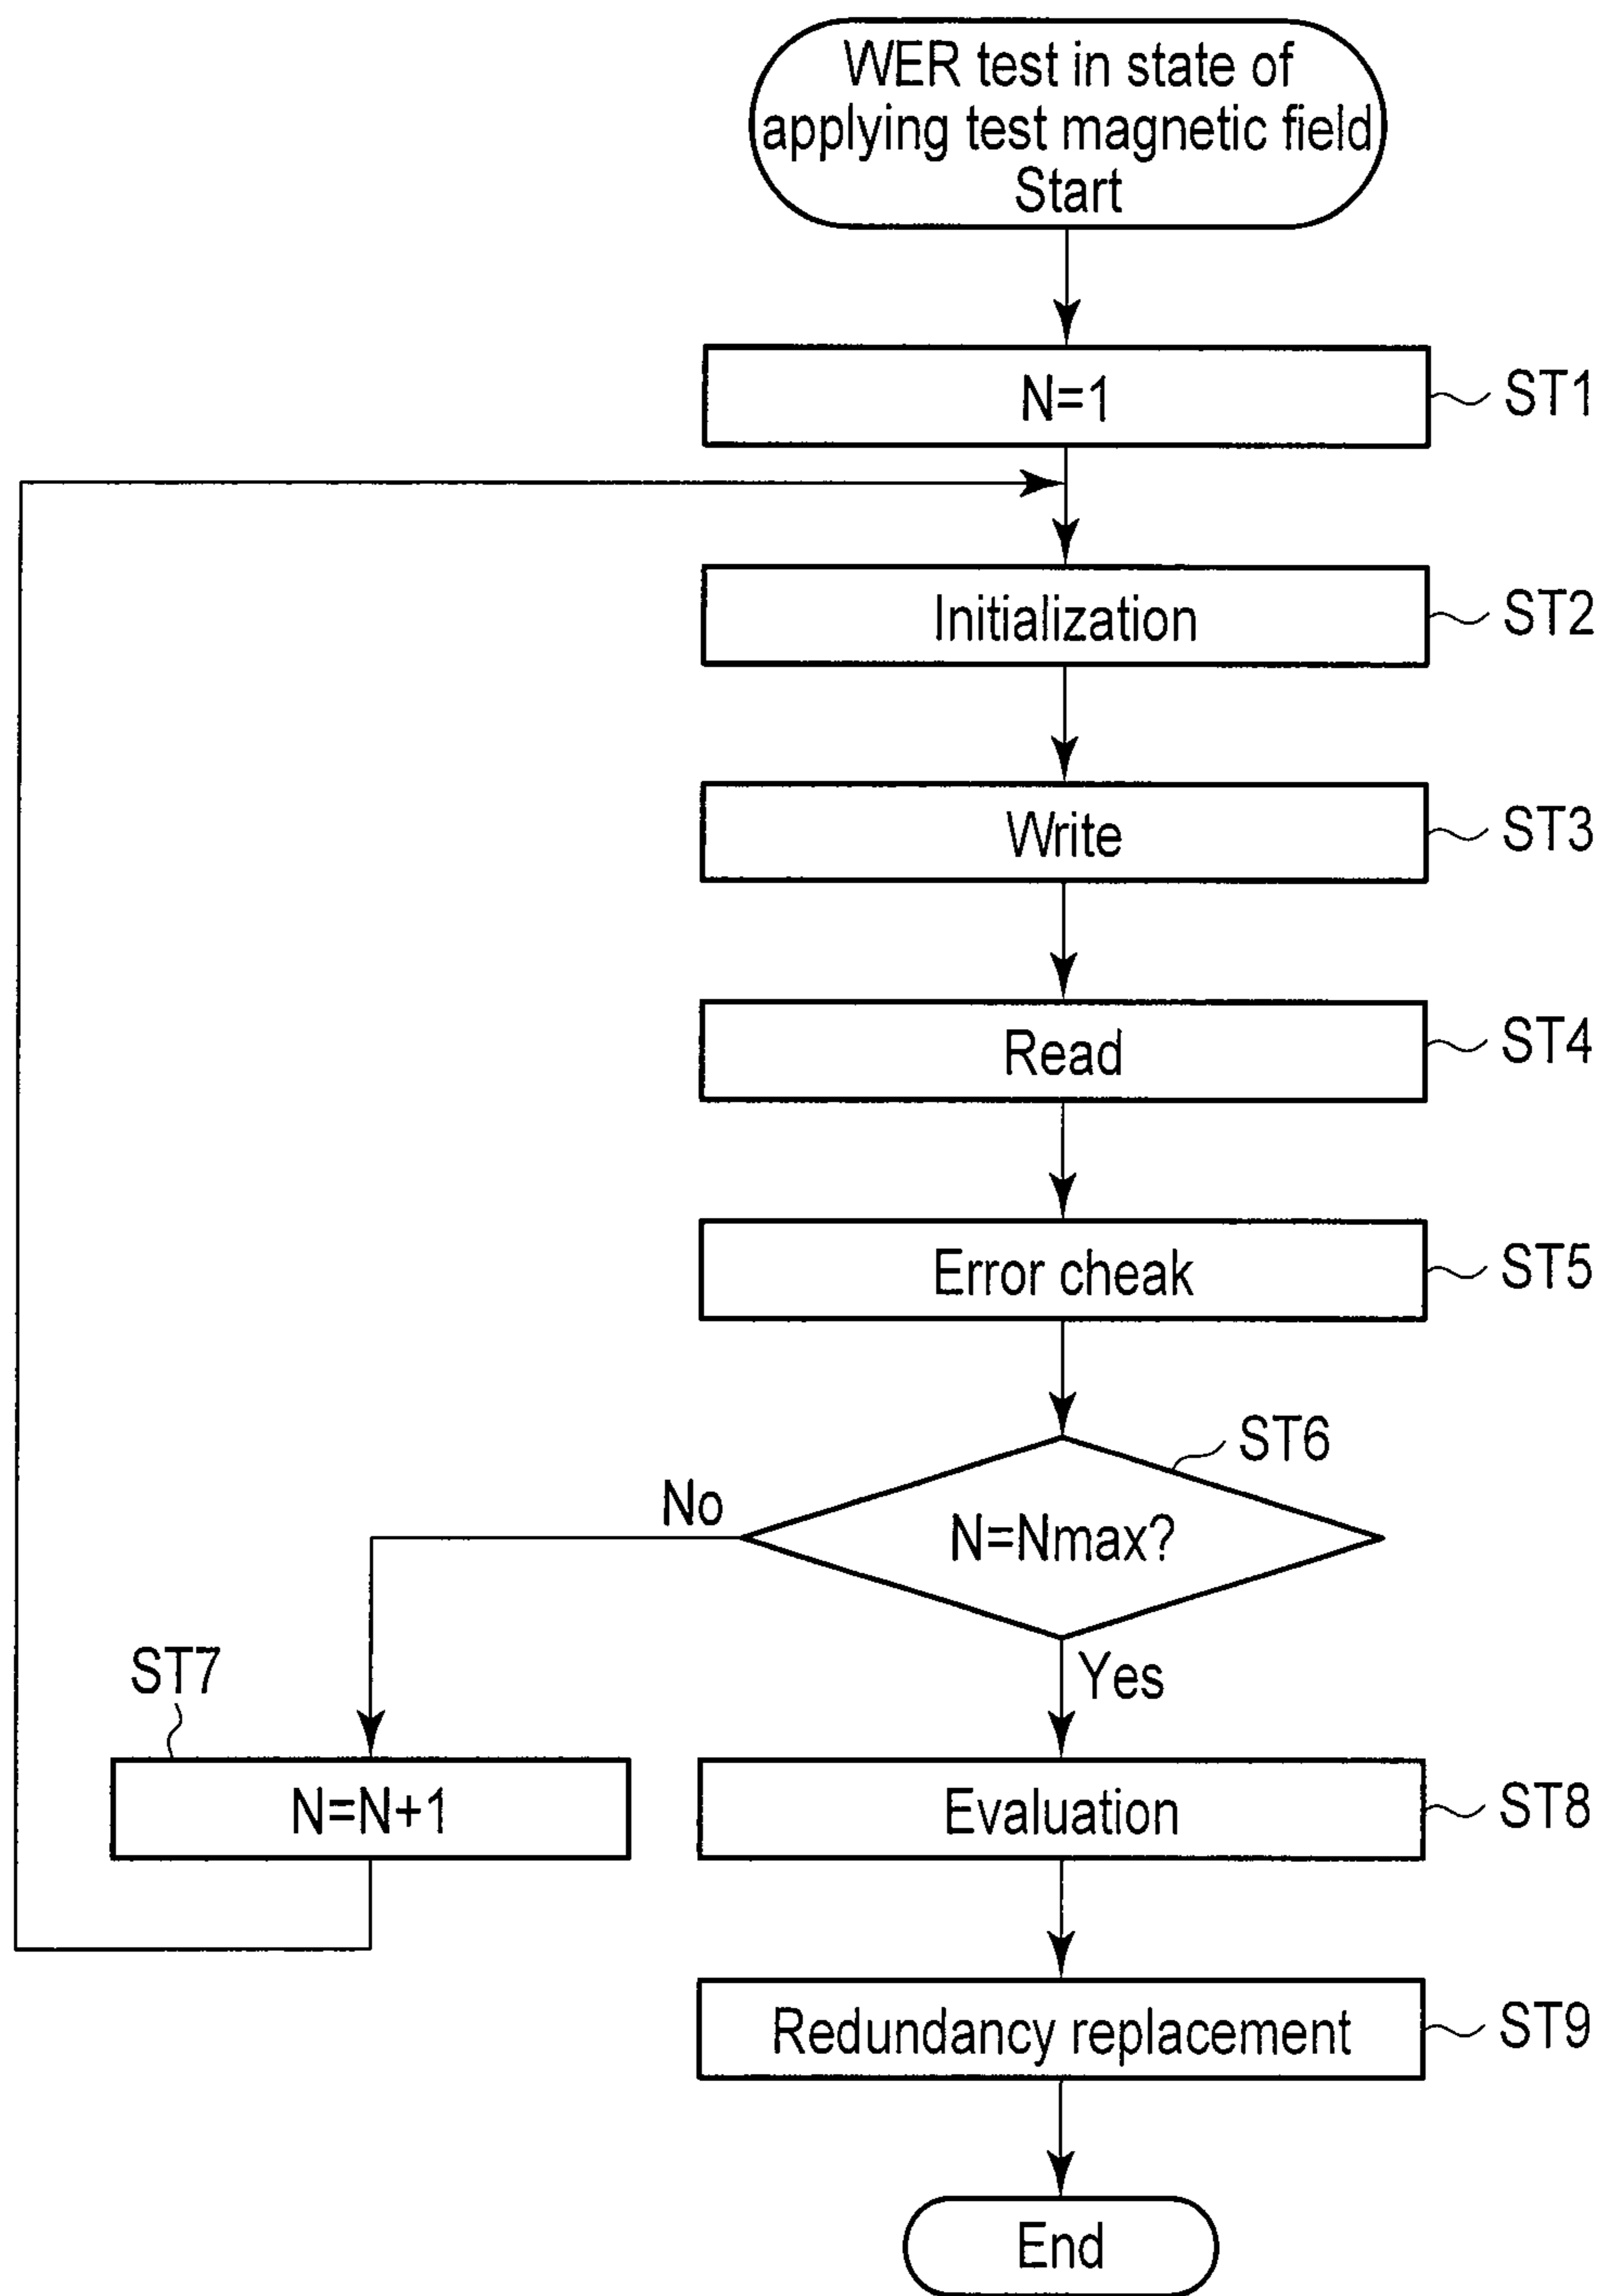 WER test in state of
applying test magnetic field
Start
N=1
ST1
Initialization
ST2
Write
ST3
Read
ST4
Error cheak
ST5
ST6
N=Nmax?
No
Yes
ST7
N=N+1
Evaluation
ST8
Redundancy replacement
ST9
End